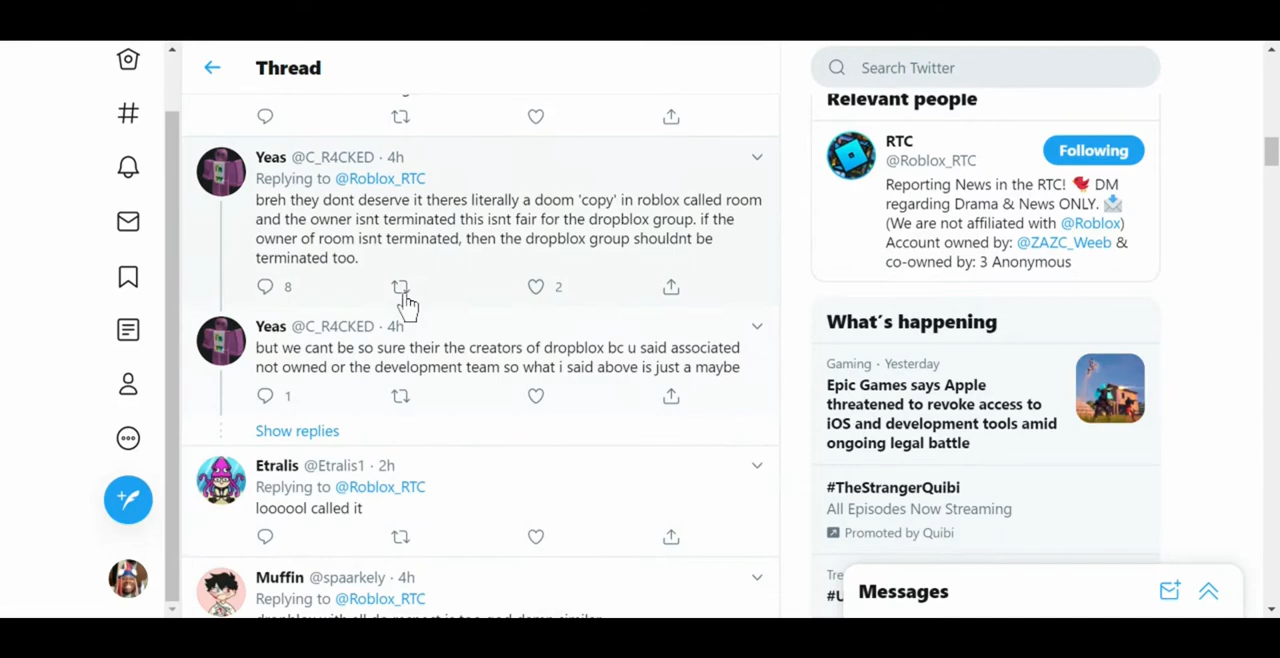 Thread
Search Twitter
Relevant people
Yeas @C_R4CKED · 4h
Replying to @Roblox_RTC
breh they dont deserve it theres literally a doom 'copy' in roblox called room
and the owner isnt terminated this isnt fair for the dropblox group. if the
owner of room isnt terminated, then the dropblox group shouldnt be
terminated too.
8
2
Yeas @C_R4CKED · 4h
but we cant be so sure their the creators of dropblox bc u said associated
not owned or the development team so what i said above is just a maybe
1
Show replies
Etralis @Etralis1 · 2h
Replying to @Roblox_RTC
loooool called it
Muffin @spaarkely · 4h
Replying to @Roblox_RTC
RTC
@Roblox_RTC
Following
Reporting News in the RTC! 🐦 DM
regarding Drama & News ONLY. 📩
(We are not affiliated with @Roblox)
Account owned by: @ZAZC_Weeb &
co-owned by: 3 Anonymous
What´s happening
Gaming · Yesterday
Epic Games says Apple
threatened to revoke access to
iOS and development tools amid
ongoing legal battle
#TheStrangerQuibi
All Episodes Now Streaming
Promoted by Quibi
Messages